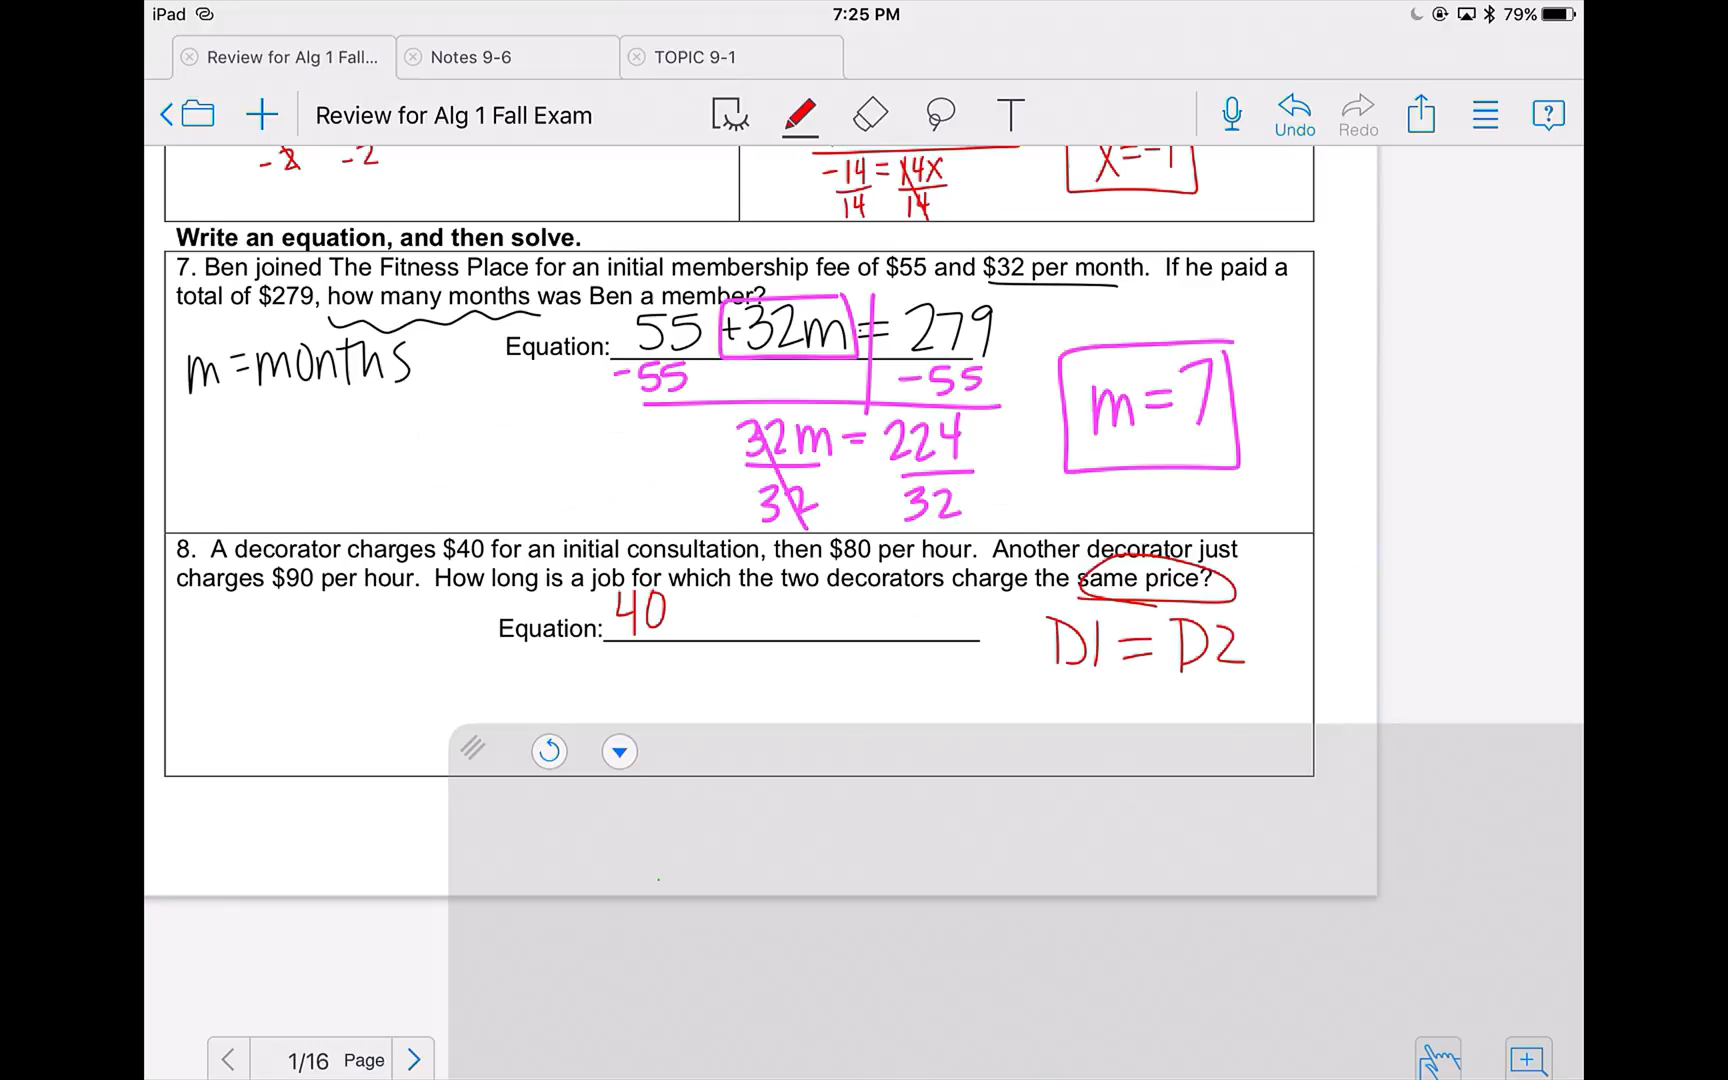 iPad 7:25 PM 79%
Review for Alg 1 Fall... Notes 9-6 TOPIC 9-1
Review for Alg 1 Fall Exam T Undo Redo ?
-2 -2
-14 = 14x
14 14
x = -1
Write an equation, and then solve.
7. Ben joined The Fitness Place for an initial membership fee of $55 and $32 per month. If he paid a
total of $279, how many months was Ben a member?
Equation: 55 +32m = 279
m = months
-55 -55
32m = 224
32 32
m = 7
8. A decorator charges $40 for an initial consultation, then $80 per hour. Another decorator just
charges $90 per hour. How long is a job for which the two decorators charge the same price?
Equation: 40
D1 = D2
1/16 Page